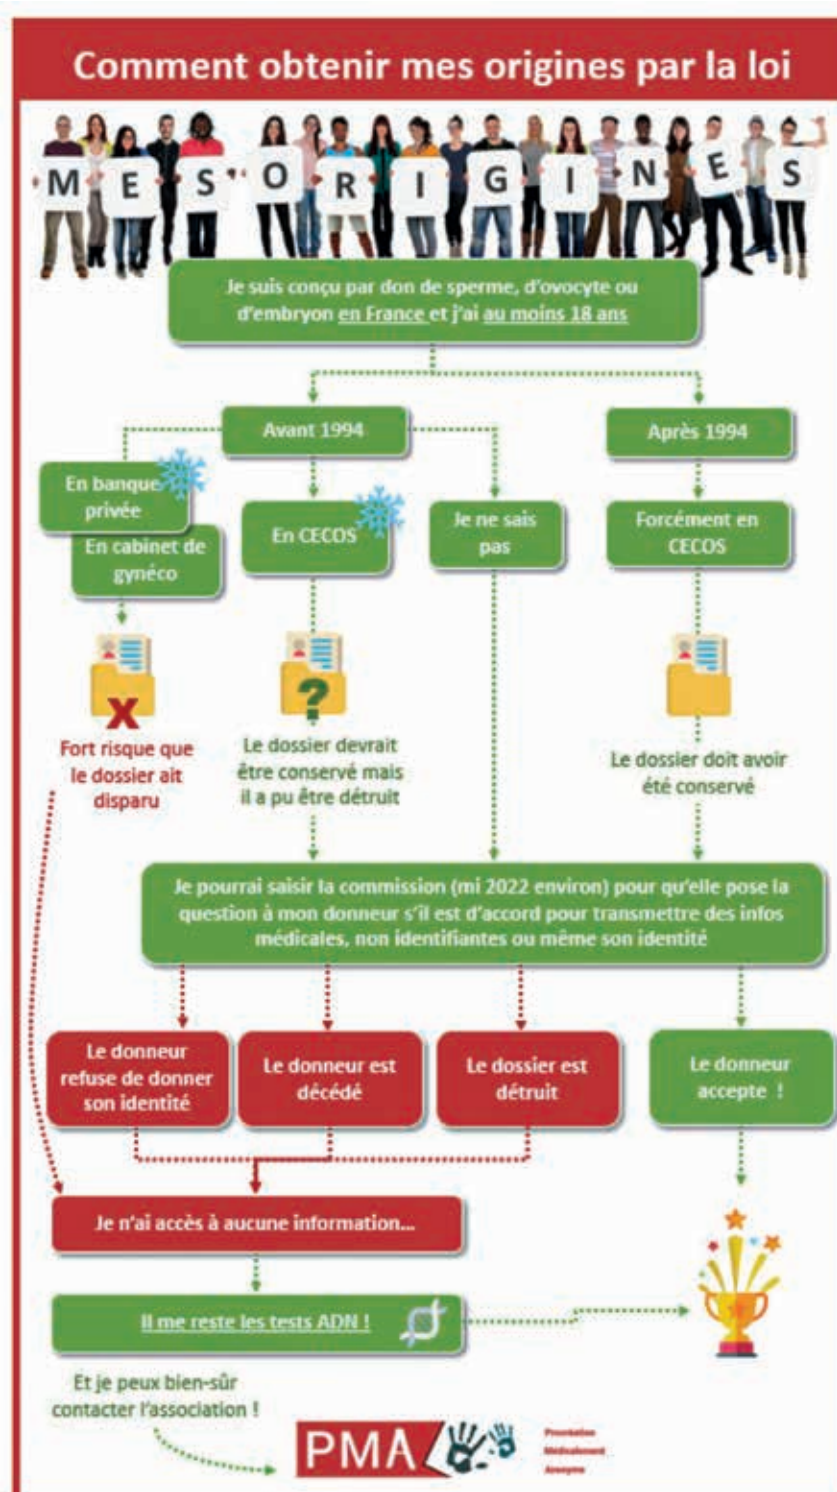 Comment obtenir mes origines par la loi
MES ORIGINES
Je suis conçu par don de sperme, d'ovocyte ou
d'embryon en France et j'ai au moins 18 ans
Avant 1994
Après 1994
En banque
privée
En cabinet de
gynéco
En CECOS
Je ne sais
pas
Forcément en
CECOS
X
?
Fort risque que
le dossier ait
disparu
Le dossier devrait
être conservé mais
il a pu être détruit
Le dossier doit avoir
été conservé
Je pourrai saisir la commission (mi 2022 environ) pour qu'elle pose la
question à mon donneur s'il est d'accord pour transmettre des infos
médicales, non identifiantes ou même son identité
Le donneur
refuse de donner
son identité
Le donneur est
décédé
Le dossier est
détruit
Le donneur
accepte !
Je n'ai accès à aucune information...
Il me reste les tests ADN !
Et je peux bien-sûr
contacter l'association !
PMA
Procréation
Médicalement
Anonyme